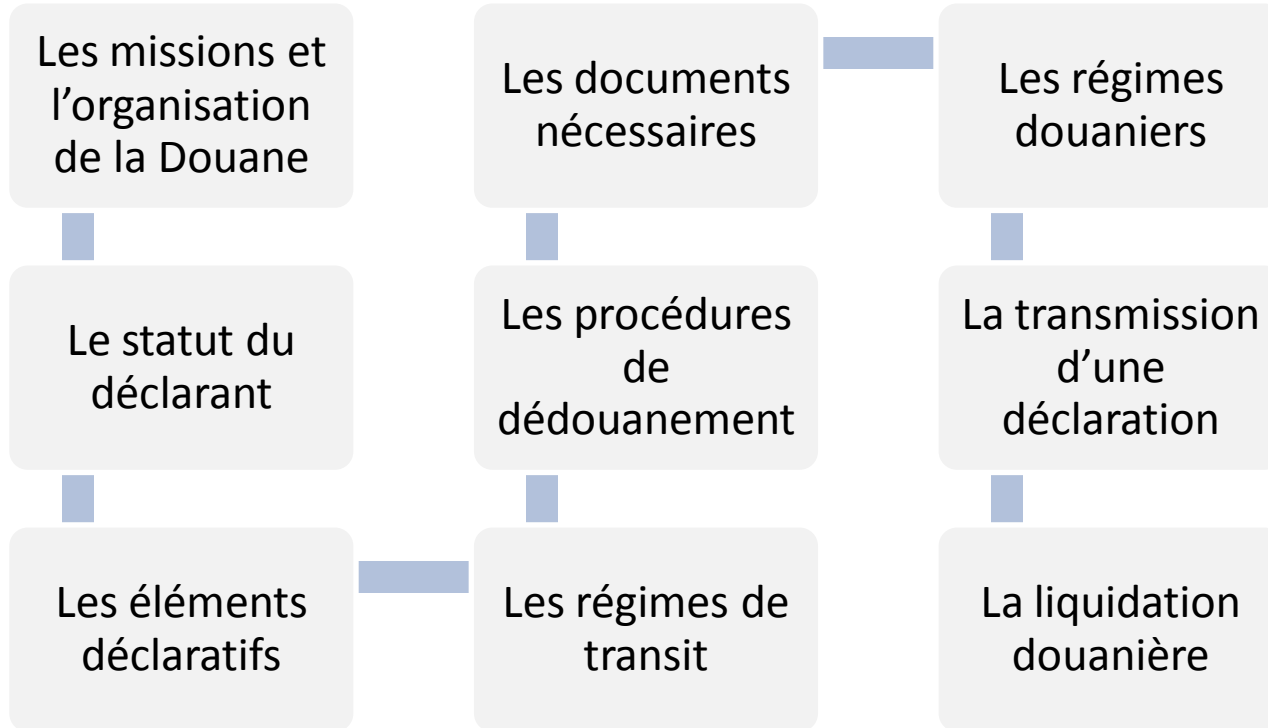 Les missions et
l’organisation
de la Douane
Le statut du
déclarant
Les éléments
déclaratifs
Les régimes de
transit
Les procédures
de
dédouanement
Les documents
nécessaires
Les régimes
douaniers
La transmission
d’une
déclaration
La liquidation
douanière